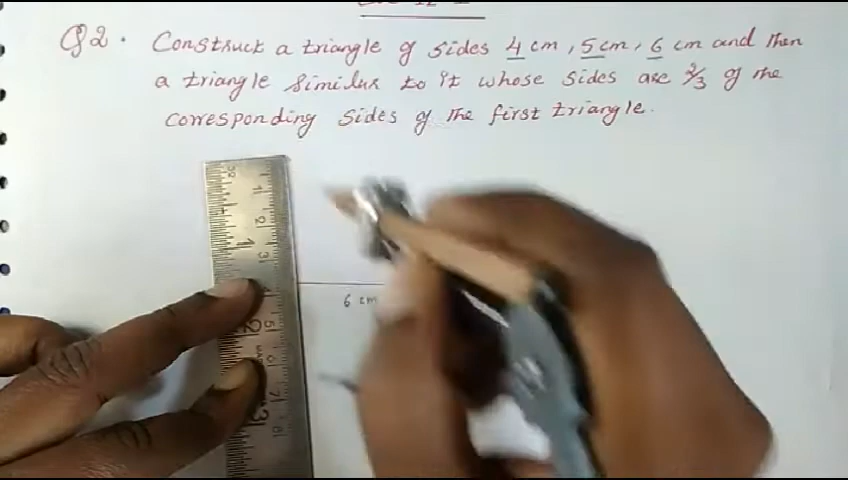 Q2. Construck a triangle of sides 4 cm, 5 cm, 6 cm and then
a triangle similar to it whose sides are 2/3 of the
corresponding sides of the first triangle.
6 cm